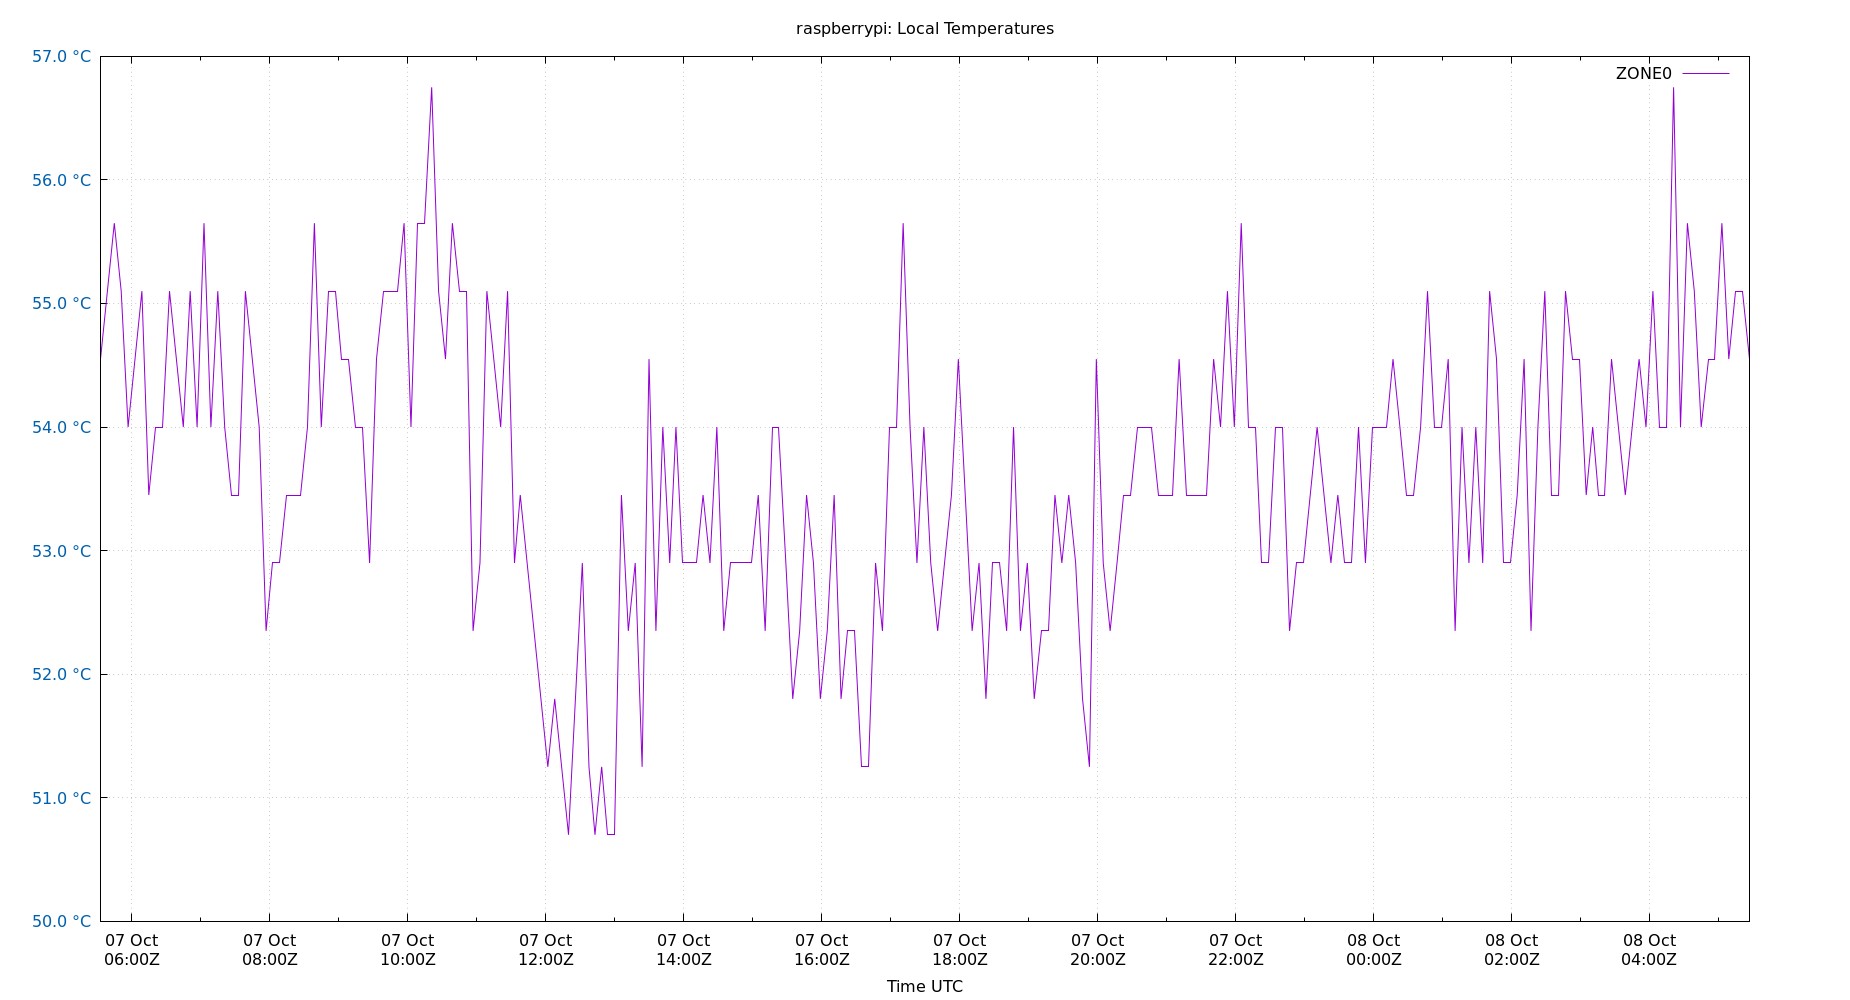 raspberrypi: Local Temperatures
57.0 °C
ZONE0
56.0 °C
55.0 °C
54.0 °C
53.0 °C
52.0 °C
51.0 °C
50.0 °C
07 Oct 07 Oct 07 Oct 07 Oct 07 Oct 07 Oct 07 Oct 07 Oct 07 Oct 08 Oct 08 Oct 08 Oct
06:00Z 08:00Z 10:00Z 12:00Z 14:00Z 16:00Z 18:00Z 20:00Z 22:00Z 00:00Z 02:00Z 04:00Z
Time UTC